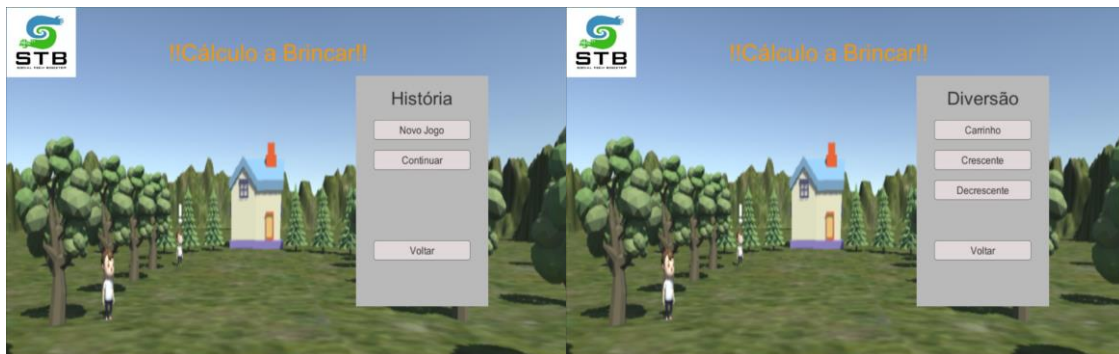 STB
!!Cálculo a Brincar!!
História
Novo Jogo
Continuar
Voltar
STB
!!Cálculo a Brincar!!
Diversão
Carrinho
Crescente
Decrescente
Voltar